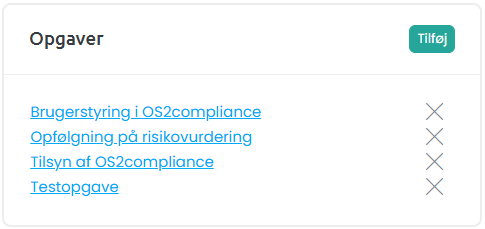 Opgaver
Tilføj
Brugerstyring i OS2compliance
Opfølgning på risikovurdering
Tilsyn af OS2compliance
Testopgave